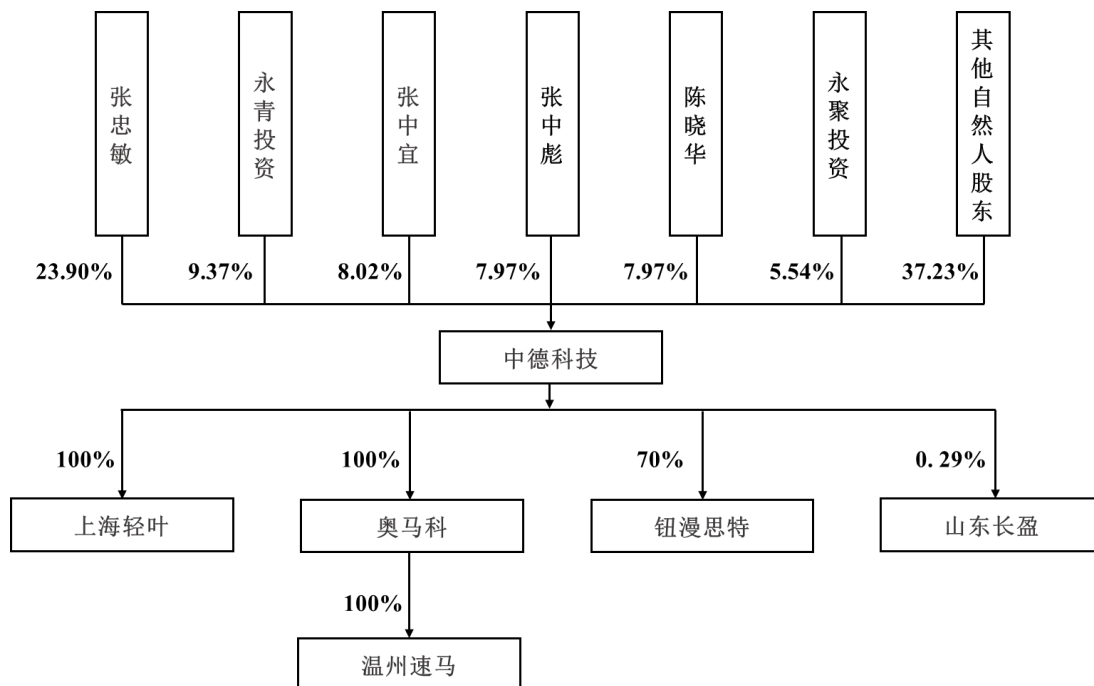 张忠敏
永青投资
张中宜
张中彪
陈晓华
永聚投资
其他自然人股东
23.90%
9.37%
8.02%
7.97%
7.97%
5.54%
37.23%
中德科技
100%
100%
70%
0.29%
上海轻叶
奥马科
钮漫思特
山东长盈
100%
温州速马